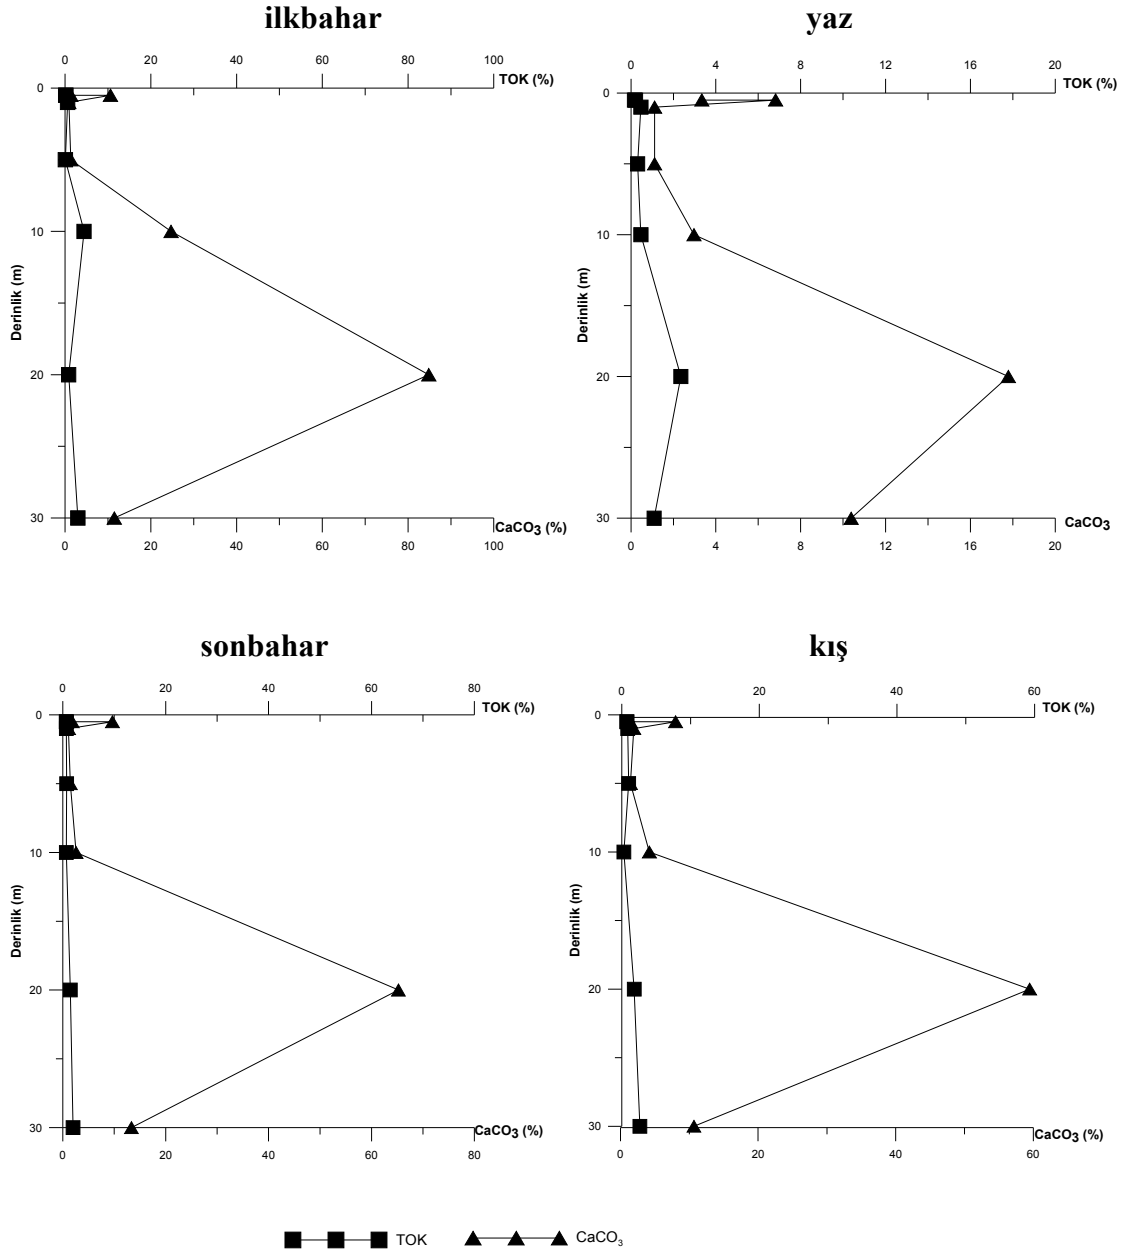 ilkbahar
0 20 40 60 80 100
TOK (%)
0
10
20
30
Derinlik (m)
CaCO3 (%)
0 20 40 60 80 100
yaz
0 4 8 12 16 20
TOK (%)
0
10
20
30
Derinlik (m)
CaCO3
0 4 8 12 16 20
sonbahar
0 20 40 60 80
TOK (%)
0
10
20
30
Derinlik (m)
CaCO3 (%)
0 20 40 60 80
kış
0 20 40 60
TOK (%)
0
10
20
30
Derinlik (m)
CaCO3 (%)
0 20 40 60
TOK CaCO3